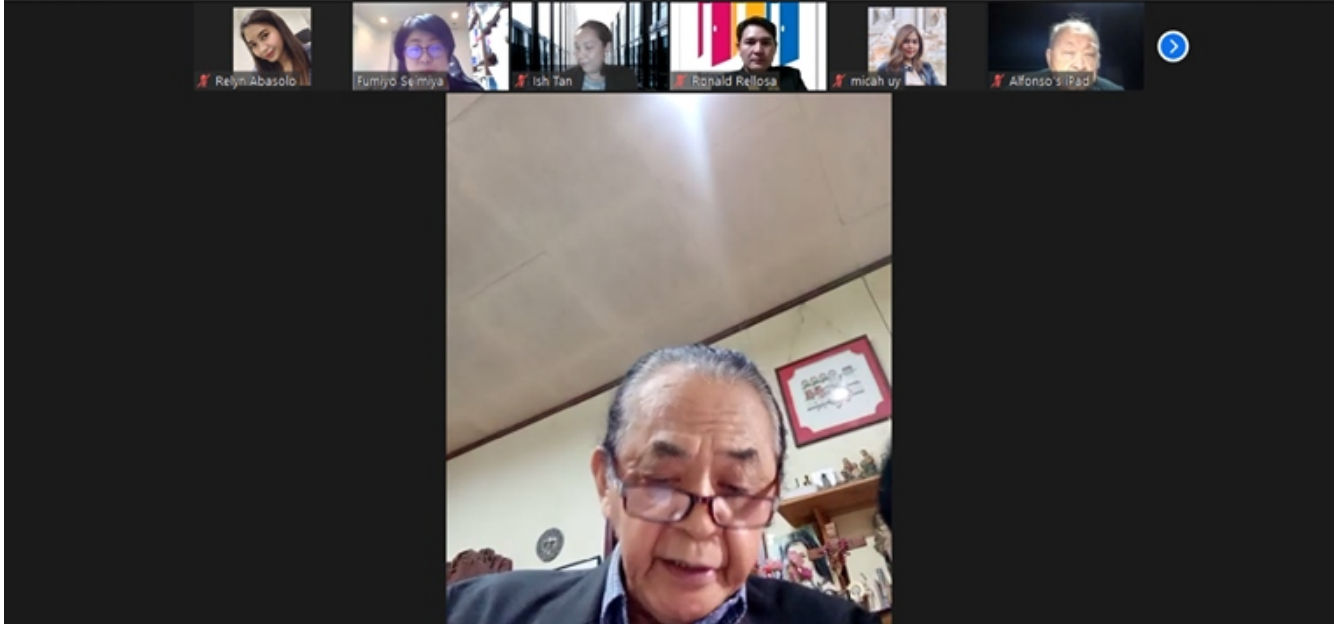 Relyn Abasolo
Fumiyo Seimiya
Ish Tan
Ronald Rellosa
micah uy
Alfonso's iPad